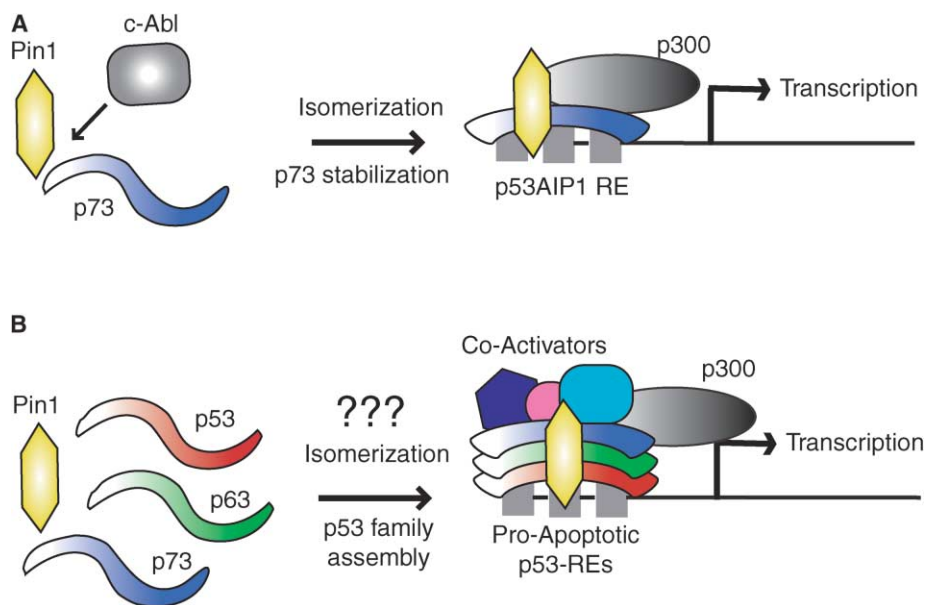 A
c-Abl
Pin1
p73
Isomerization
p73 stabilization
p300
Transcription
p53AIP1 RE
B
Pin1
p53
p63
p73
???
Isomerization
p53 family
assembly
Co-Activators
p300
Transcription
Pro-Apoptotic
p53-REs